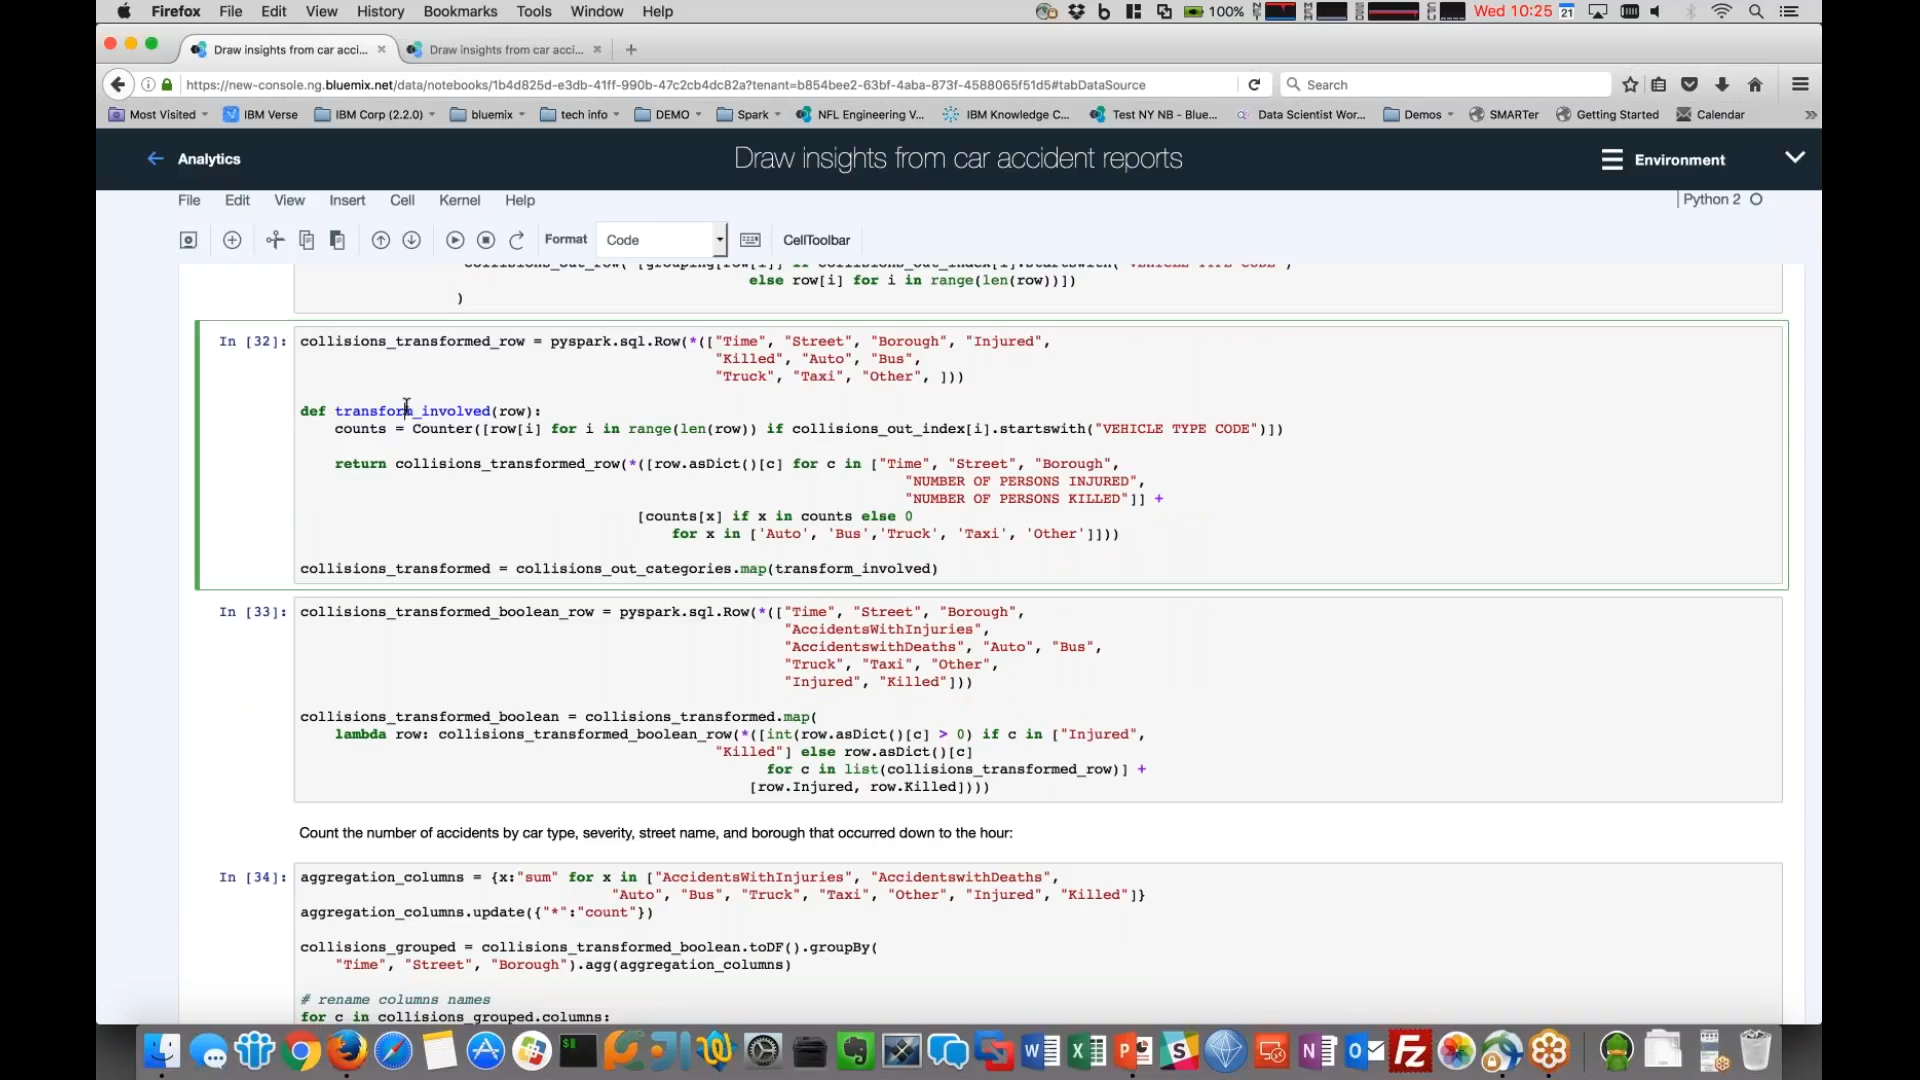 Firefox File Edit View History Bookmarks Tools Window Help 100% Wed 10:25 21
Draw insights from car acci... Draw insights from car acci...
https://new-console.ng.bluemix.net/data/notebooks/1b4d825d-e3db-41ff-990b-47c2cb4dc82a?tenant=b854bee2-63bf-4aba-873f-4588065f51d5#tabDataSource Search
Most Visited IBM Verse IBM Corp (2.2.0) bluemix tech info DEMO Spark NFL Engineering V... IBM Knowledge C... Test NY NB - Blue... Data Scientist Wor... Demos SMARTer Getting Started Calendar
Analytics Draw insights from car accident reports Environment
File Edit View Insert Cell Kernel Help Python 2
Format Code CellToolbar
else row[i] for i in range(len(row))])
)
In [32]: collisions_transformed_row = pyspark.sql.Row(*(["Time", "Street", "Borough", "Injured",
"Killed", "Auto", "Bus",
"Truck", "Taxi", "Other", ]))
def transform_involved(row):
counts = Counter([row[i] for i in range(len(row)) if collisions_out_index[i].startswith("VEHICLE TYPE CODE")])
return collisions_transformed_row(*([row.asDict()[c] for c in ["Time", "Street", "Borough",
"NUMBER OF PERSONS INJURED",
"NUMBER OF PERSONS KILLED"]] +
[counts[x] if x in counts else 0
for x in ['Auto', 'Bus','Truck', 'Taxi', 'Other']]))
collisions_transformed = collisions_out_categories.map(transform_involved)
In [33]: collisions_transformed_boolean_row = pyspark.sql.Row(*(["Time", "Street", "Borough",
"AccidentsWithInjuries",
"AccidentswithDeaths", "Auto", "Bus",
"Truck", "Taxi", "Other",
"Injured", "Killed"]))
collisions_transformed_boolean = collisions_transformed.map(
lambda row: collisions_transformed_boolean_row(*([int(row.asDict()[c] > 0) if c in ["Injured",
"Killed"] else row.asDict()[c]
for c in list(collisions_transformed_row)] +
[row.Injured, row.Killed])))
Count the number of accidents by car type, severity, street name, and borough that occurred down to the hour:
In [34]: aggregation_columns = {x:"sum" for x in ["AccidentsWithInjuries", "AccidentswithDeaths",
"Auto", "Bus", "Truck", "Taxi", "Other", "Injured", "Killed"]}
aggregation_columns.update({"*":"count"})
collisions_grouped = collisions_transformed_boolean.toDF().groupBy(
"Time", "Street", "Borough").agg(aggregation_columns)
# rename columns names
for c in collisions_grouped.columns: